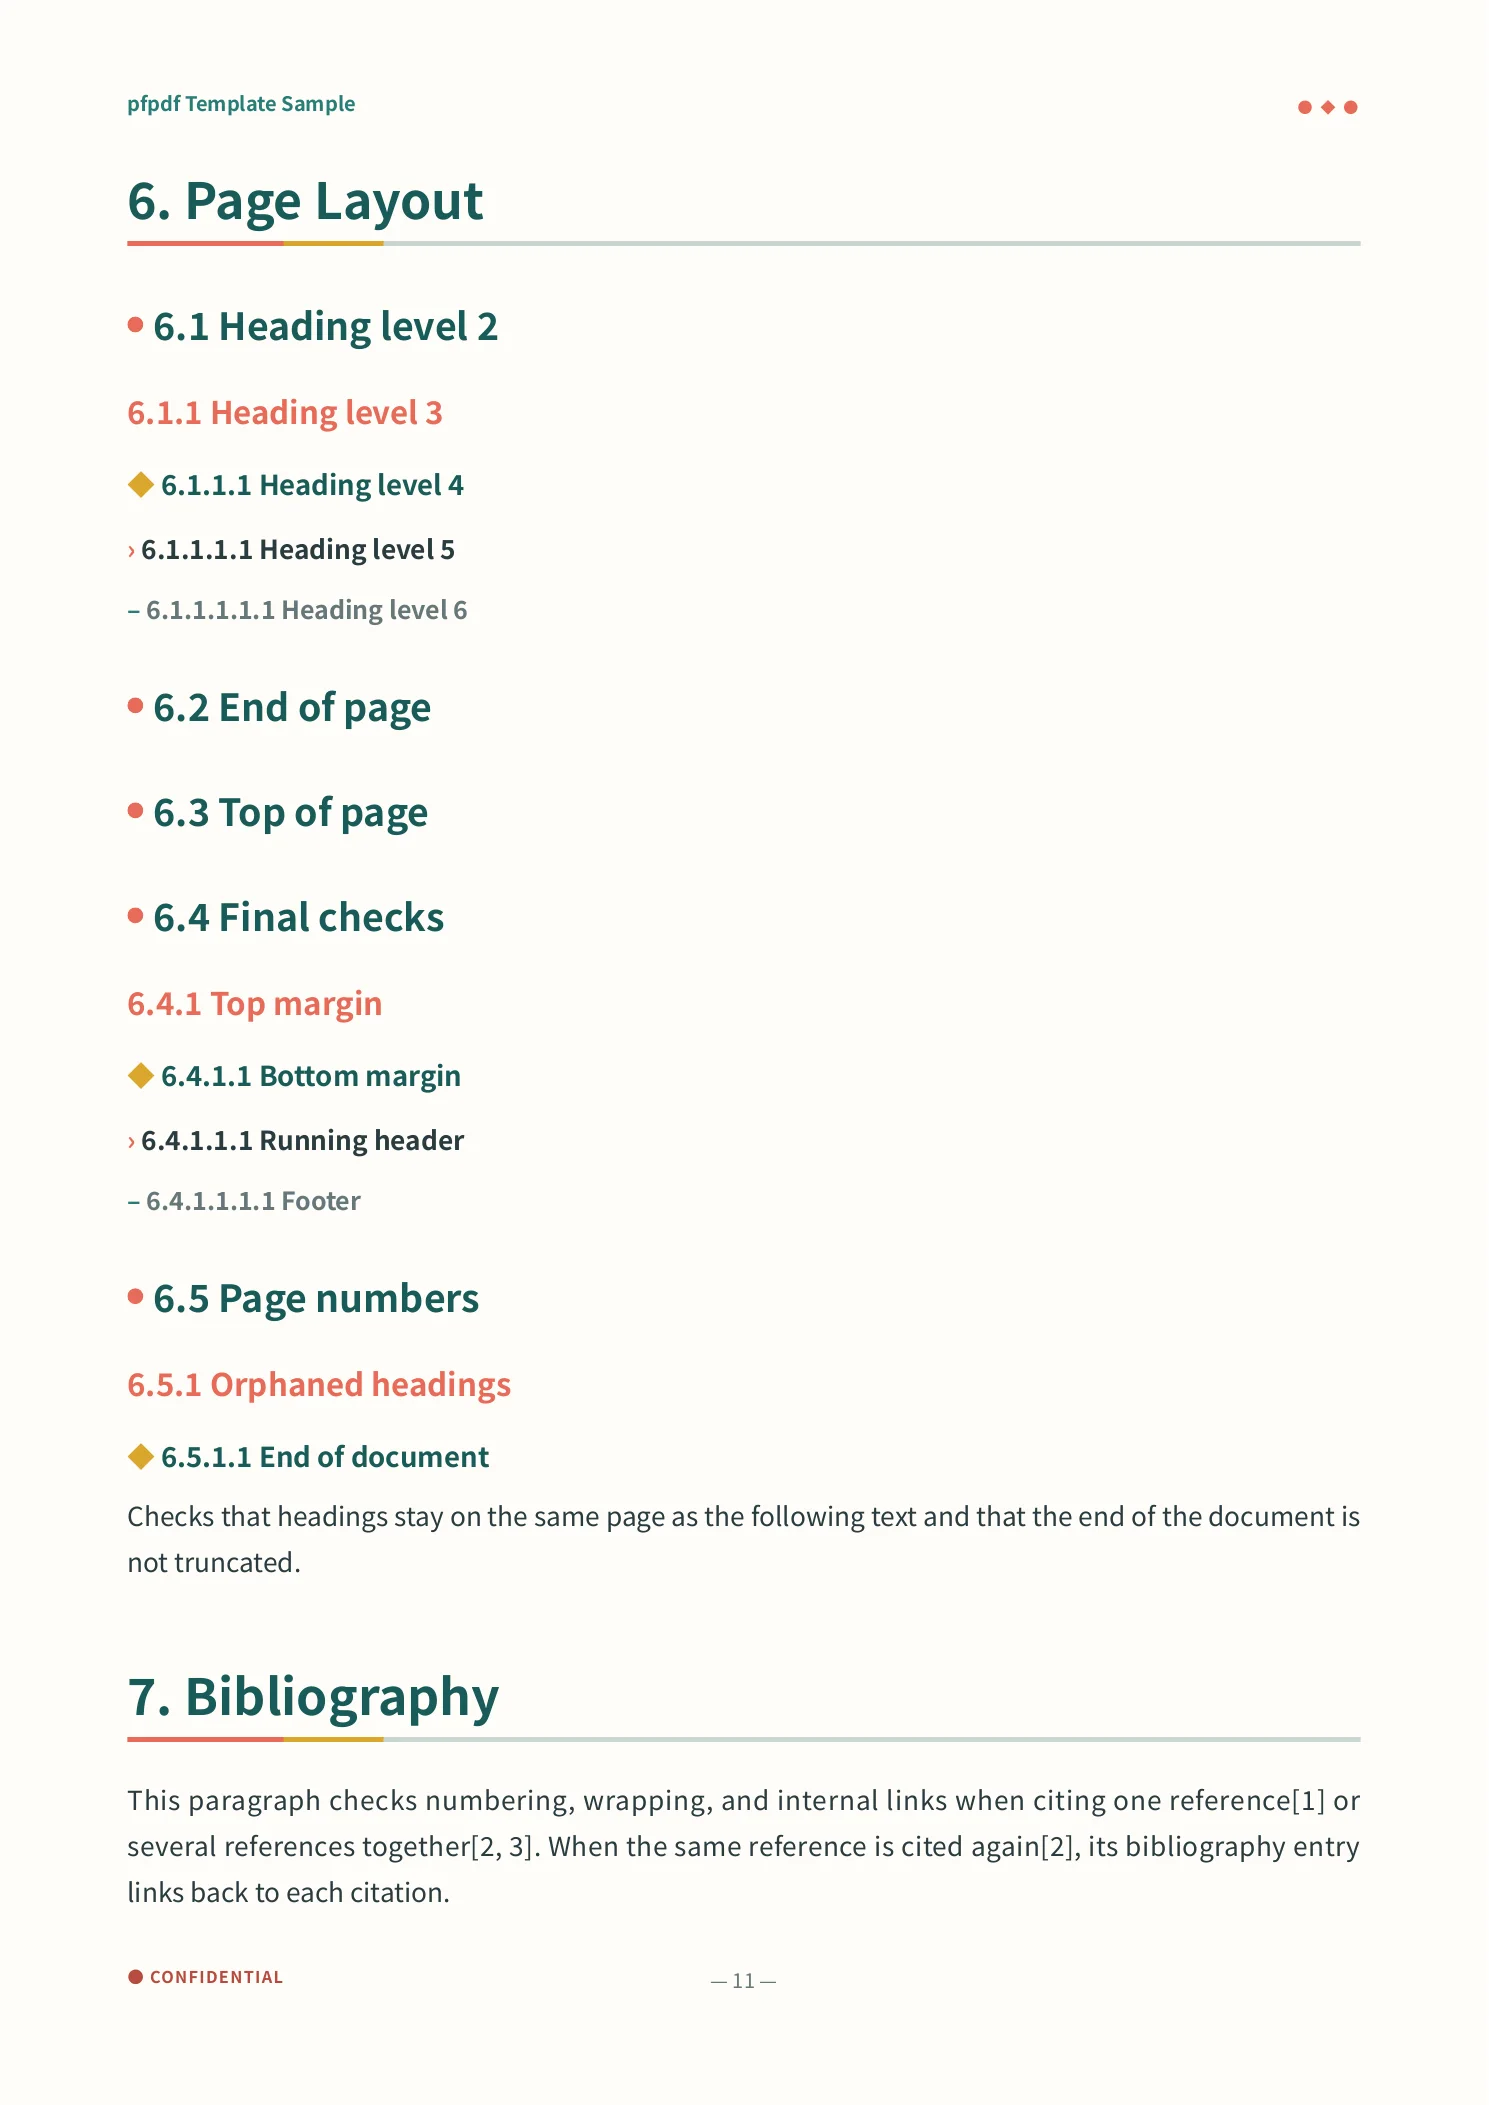 pfpdf Template Sample
6. Page Layout
6.1 Heading level 2
6.1.1 Heading level 3
6.1.1.1 Heading level 4
› 6.1.1.1.1 Heading level 5
– 6.1.1.1.1.1 Heading level 6
6.2 End of page
6.3 Top of page
6.4 Final checks
6.4.1 Top margin
6.4.1.1 Bottom margin
› 6.4.1.1.1 Running header
– 6.4.1.1.1.1 Footer
6.5 Page numbers
6.5.1 Orphaned headings
6.5.1.1 End of document
Checks that headings stay on the same page as the following text and that the end of the document is
not truncated.
7. Bibliography
This paragraph checks numbering, wrapping, and internal links when citing one reference[1] or
several references together[2, 3]. When the same reference is cited again[2], its bibliography entry
links back to each citation.
CONFIDENTIAL
— 11 —